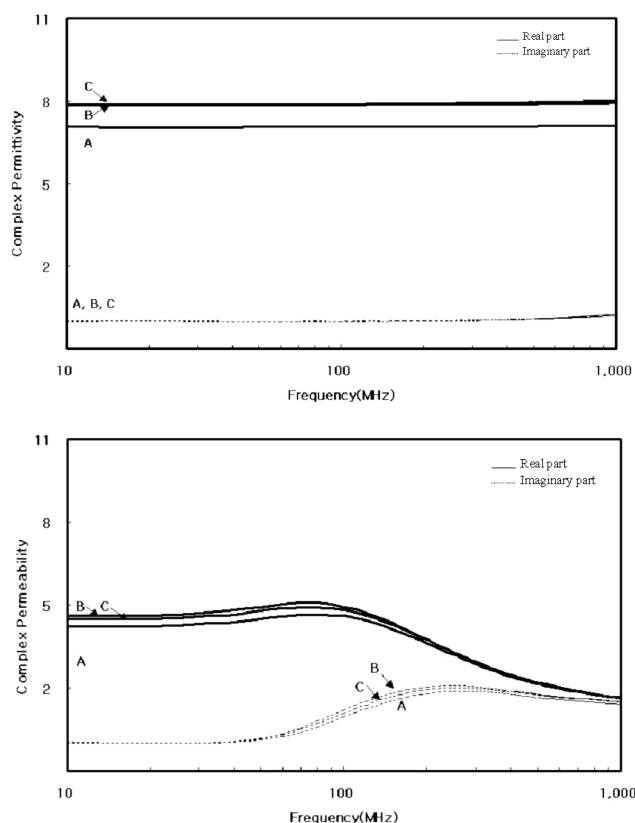 11
Real part
Imaginary part
C
8
B
A
Complex Permittivity
5
2
A, B, C
10
100
1,000
Frequency(MHz)
11
Real part
Imaginary part
8
Complex Permeability
5
B C
A
B
2
C
A
10
100
1,000
Frequency(MHz)